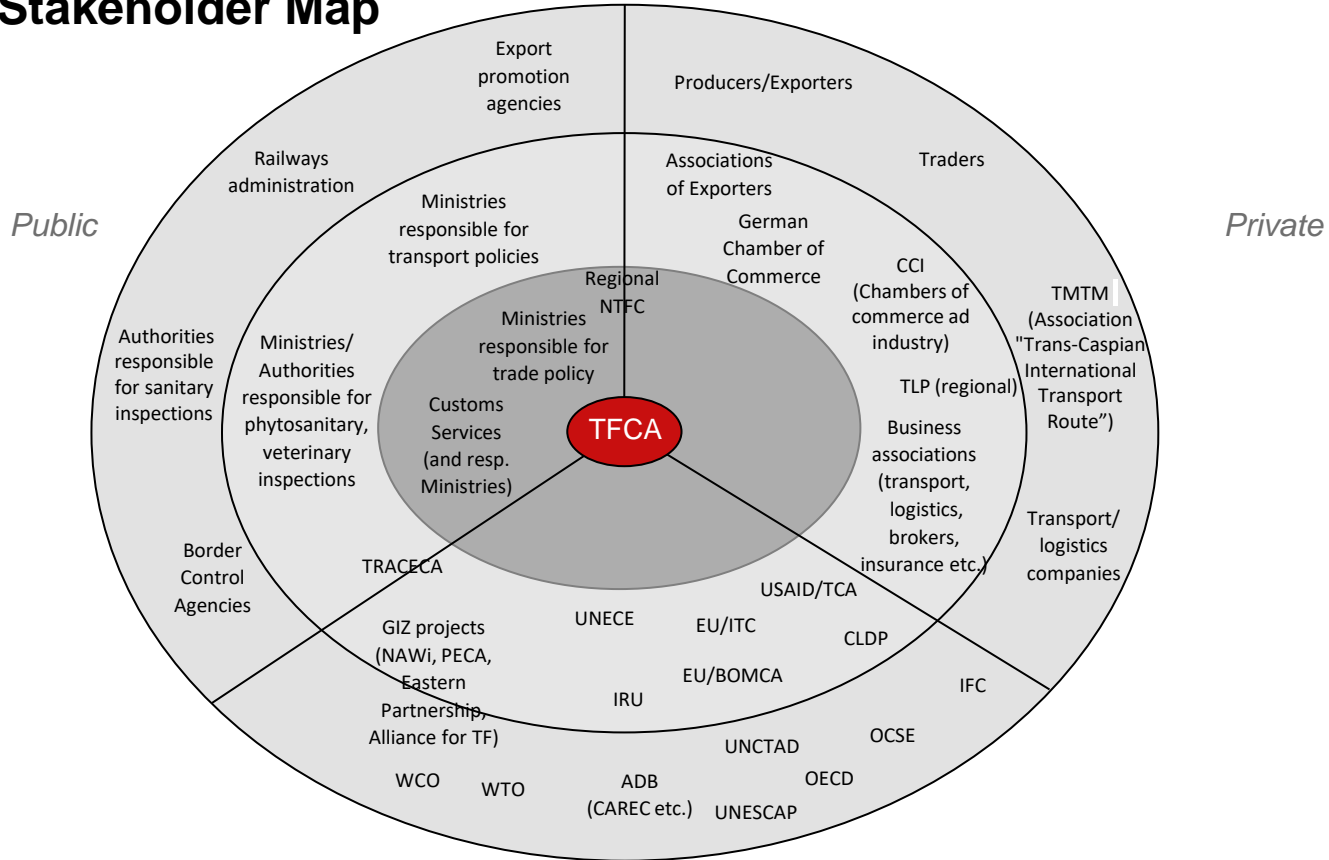 Stakeholder Map
Export
promotion
agencies
Producers/Exporters
Railways
administration
Associations
of Exporters
Traders
Public
Private
Ministries
responsible for
transport policies
German
Chamber of
Commerce
CCI
(Chambers of
commerce ad
industry)
TMTM
(Association
"Trans-Caspian
International
Transport
Route”)
Regional
NTFC
Ministries
responsible for
trade policy
Authorities
responsible
for sanitary
inspections
Ministries/
Authorities
responsible for
phytosanitary,
veterinary
inspections
Customs
Services
(and resp.
Ministries)
TFCA
TLP (regional)
Business
associations
(transport,
logistics,
brokers,
insurance etc.)
Transport/
logistics
companies
Border
Control
Agencies
TRACECA
USAID/TCA
UNECE
EU/ITC
CLDP
GIZ projects
(NAWi, PECA,
Eastern
Partnership,
Alliance for TF)
EU/BOMCA
IRU
IFC
UNCTAD
OCSE
WCO
WTO
ADB
(CAREC etc.)
OECD
UNESCAP